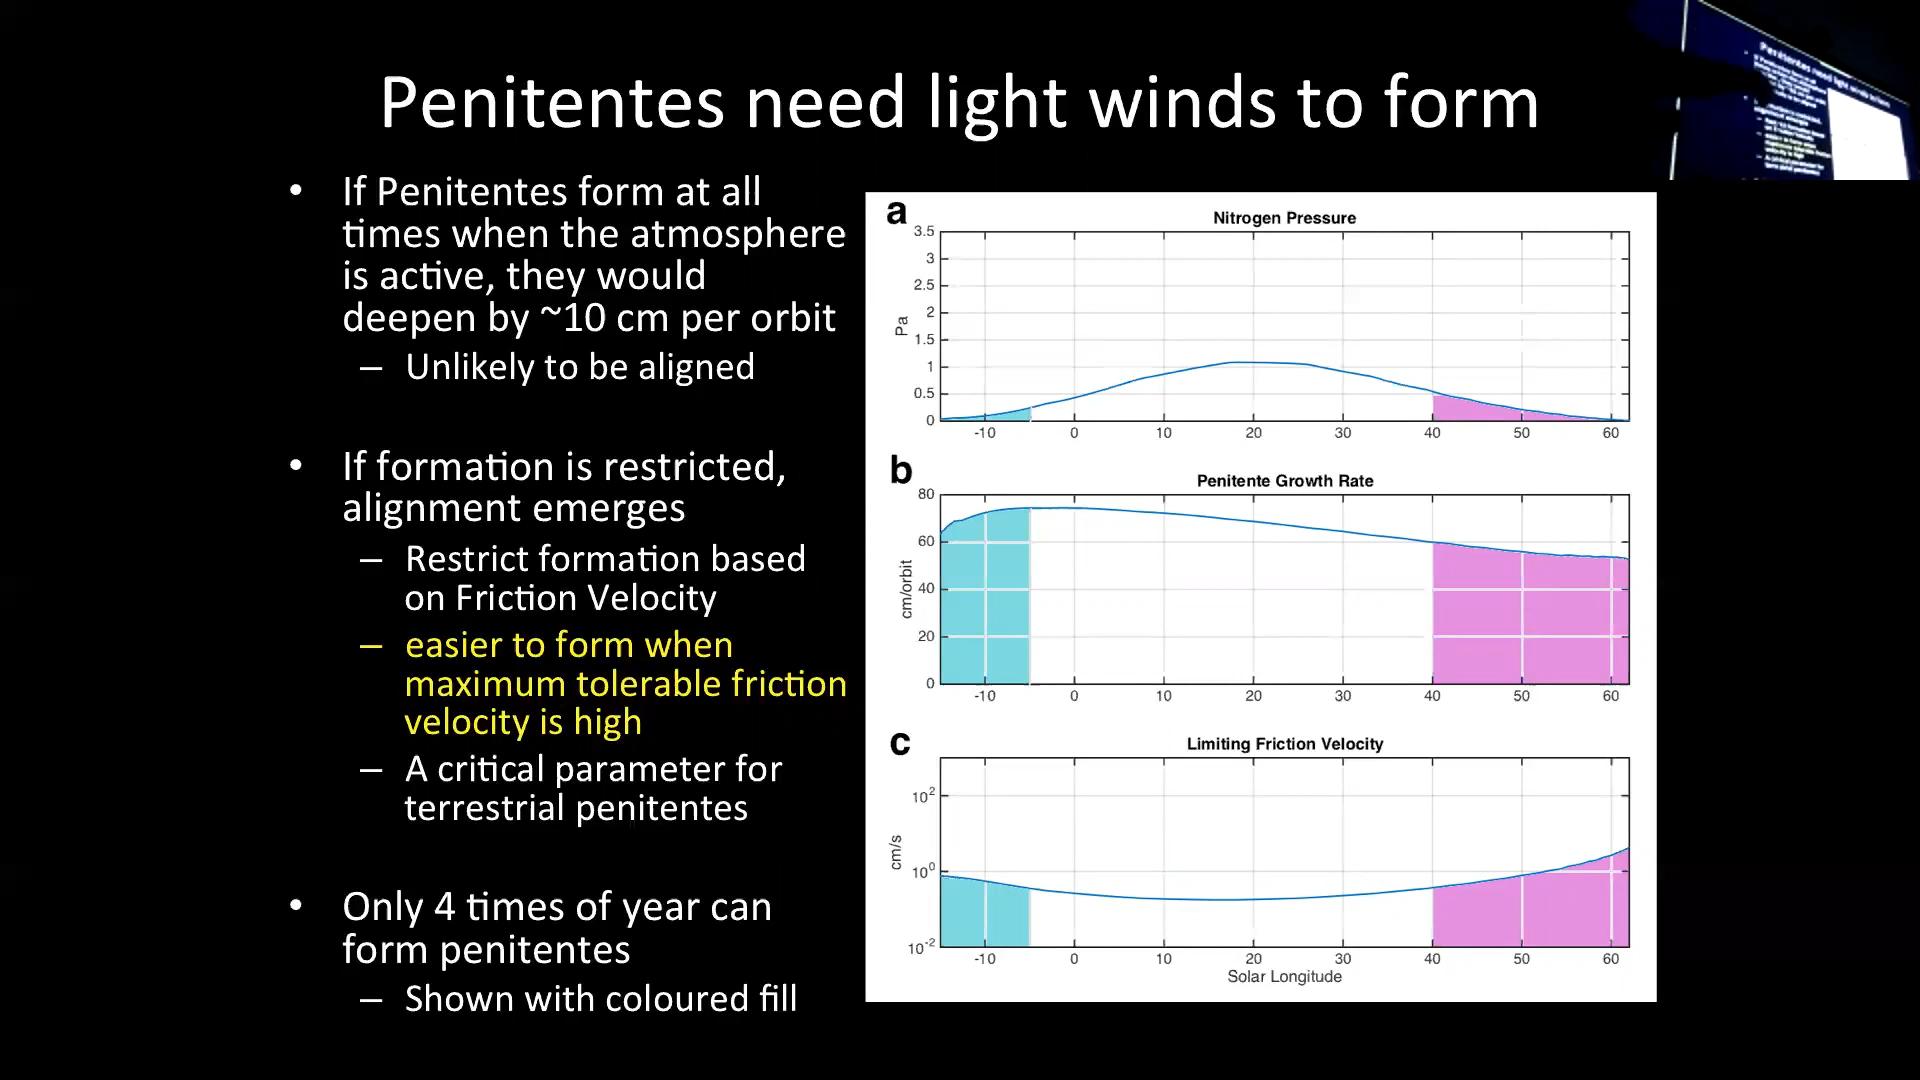 Penitentes need light winds to form
• If Penitentes form at all
times when the atmosphere
is active, they would
deepen by ~10 cm per orbit
– Unlikely to be aligned
• If formation is restricted,
alignment emerges
– Restrict formation based
on Friction Velocity
– easier to form when
maximum tolerable friction
velocity is high
– A critical parameter for
terrestrial penitentes
• Only 4 times of year can
form penitentes
– Shown with coloured fill
a
Nitrogen Pressure
3.5
3
2.5
2
1.5
1
0.5
0
Pa
-10 0 10 20 30 40 50 60
b
Penitente Growth Rate
80
60
40
20
0
cm/orbit
-10 0 10 20 30 40 50 60
c
Limiting Friction Velocity
10²
10⁰
10⁻²
cm/s
-10 0 10 20 30 40 50 60
Solar Longitude
Penitentes need light winds to form